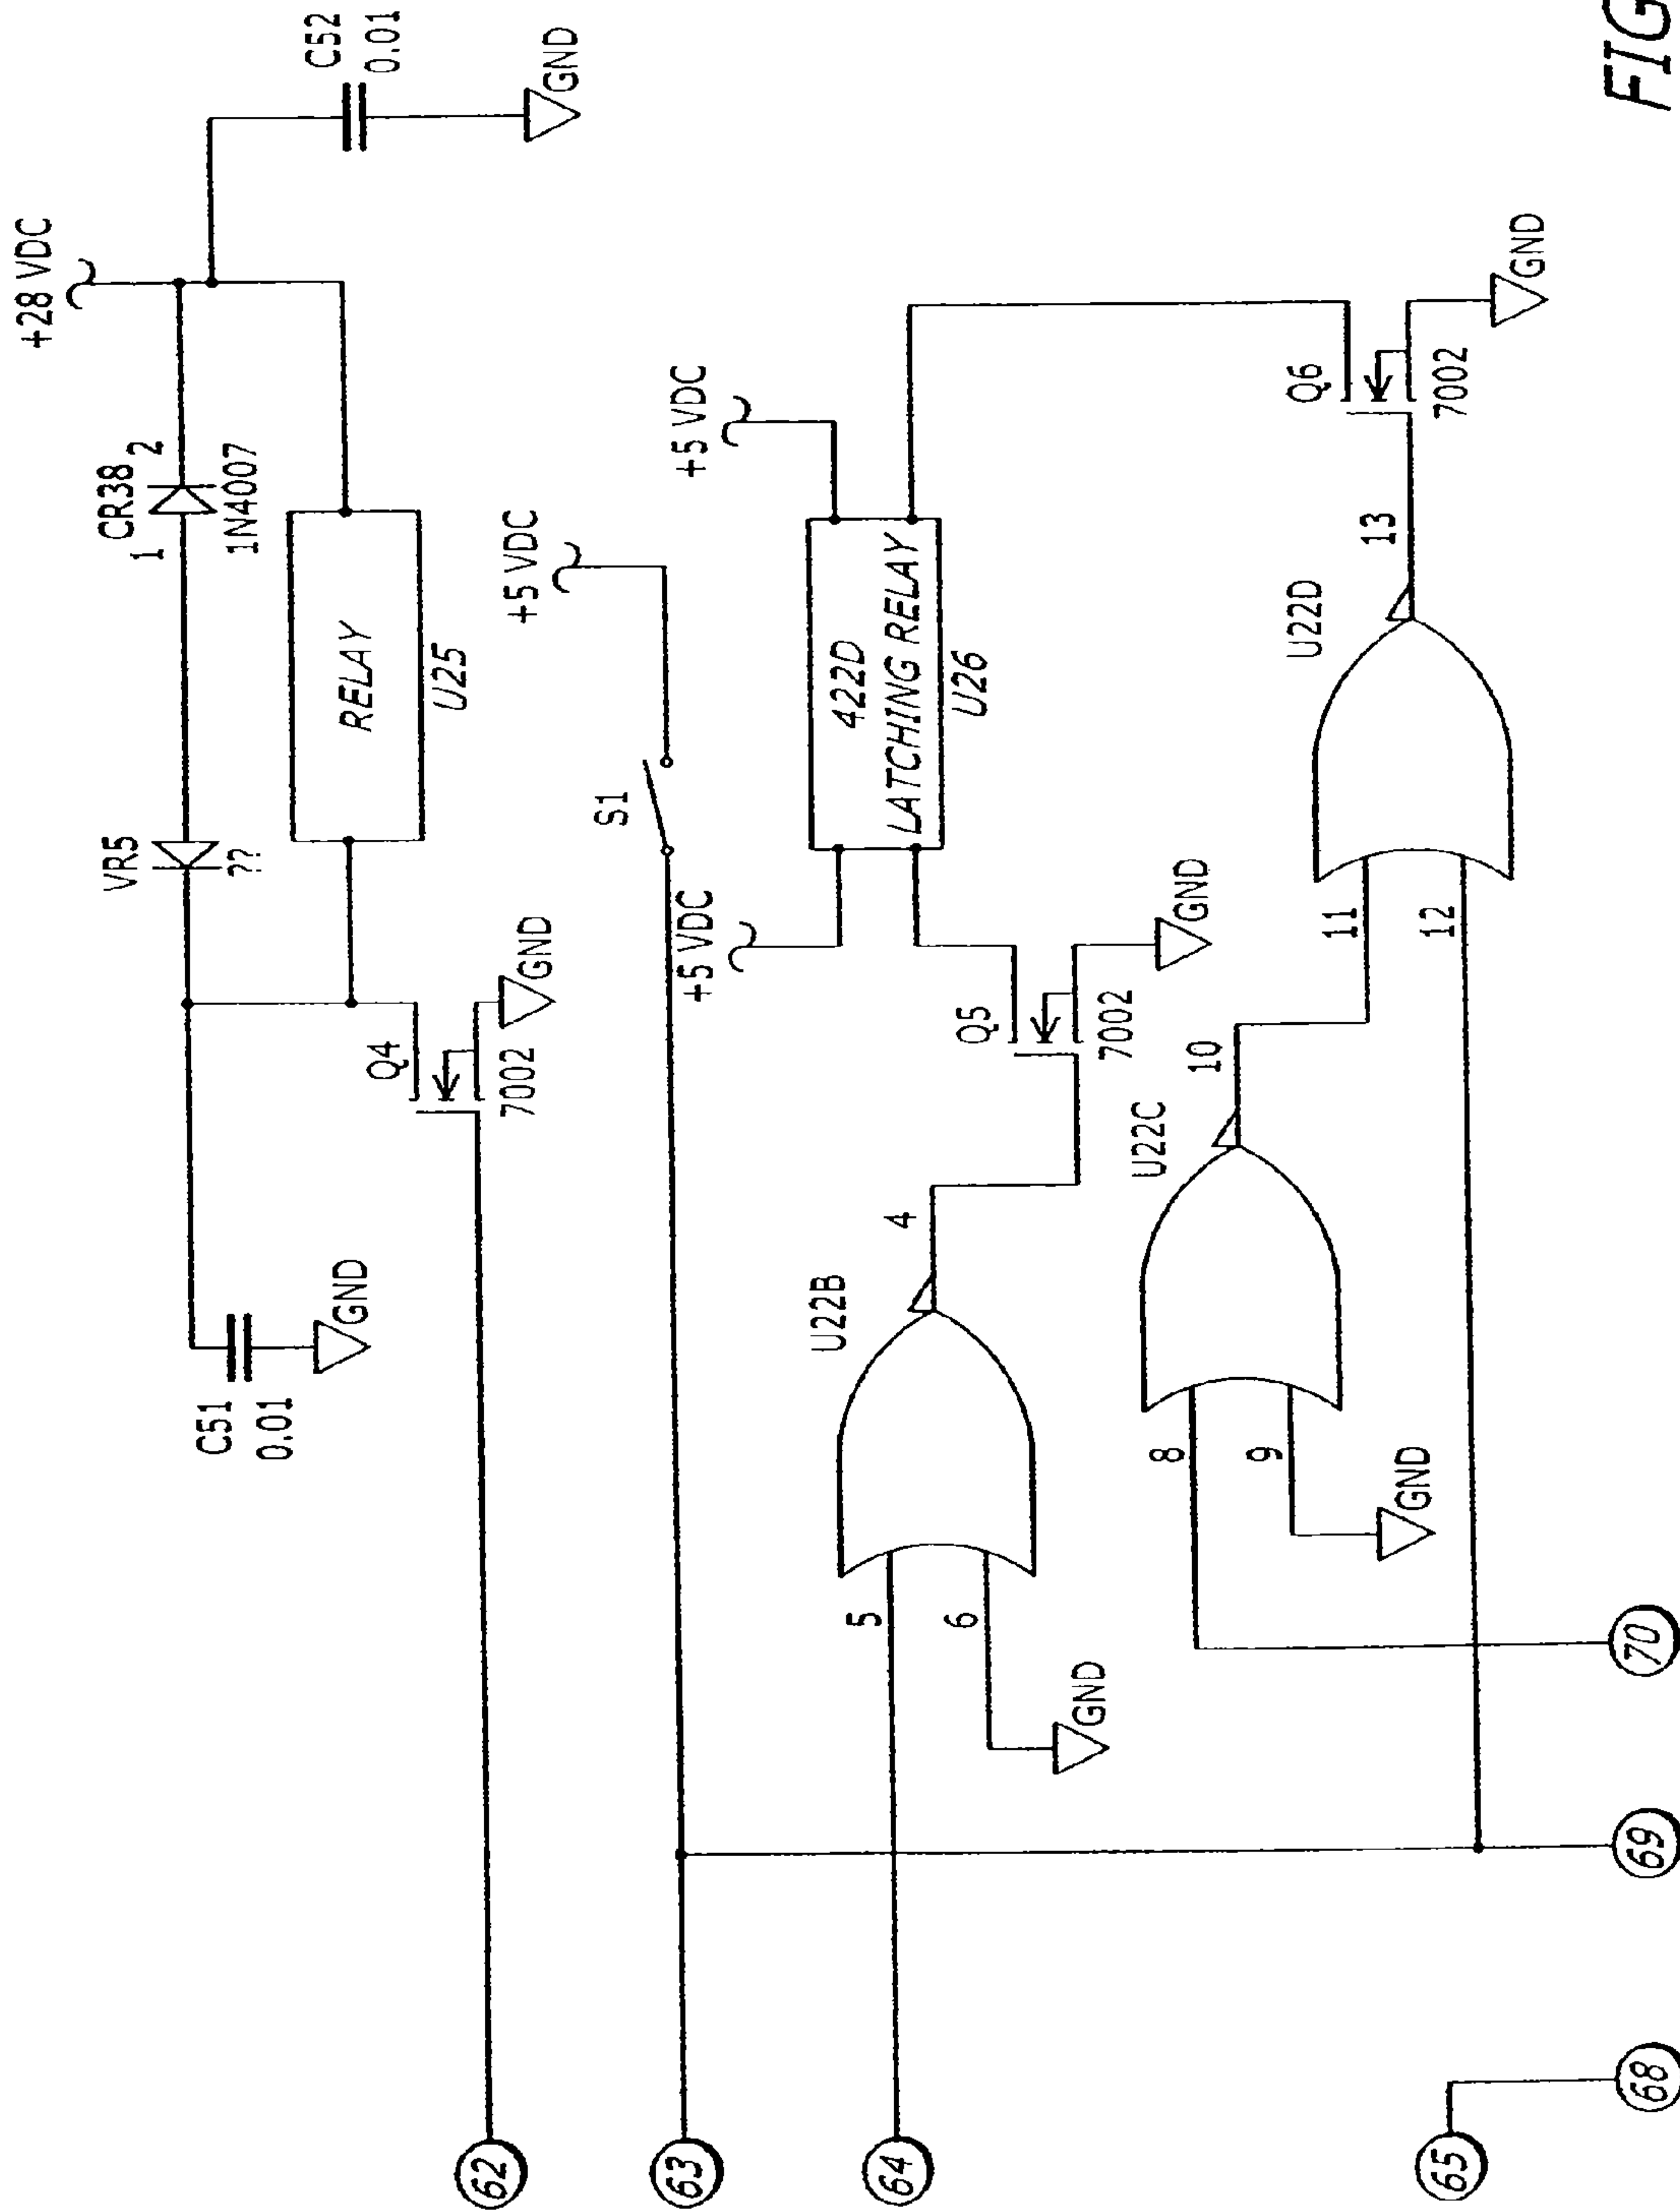 +28 VDC
C52
0.01
GND
CR38
1
2
1N4007
VR5
??
RELAY
U25
C51
0.01
GND
Q4
7002
GND
62
+5 VDC
S1
63
+5 VDC
+5 VDC
422D
LATCHING RELAY
U26
Q5
7002
GND
U22B
4
5
6
GND
64
Q6
7002
GND
U22C
10
8
9
GND
U22D
13
11
12
65
68
69
70
FIG